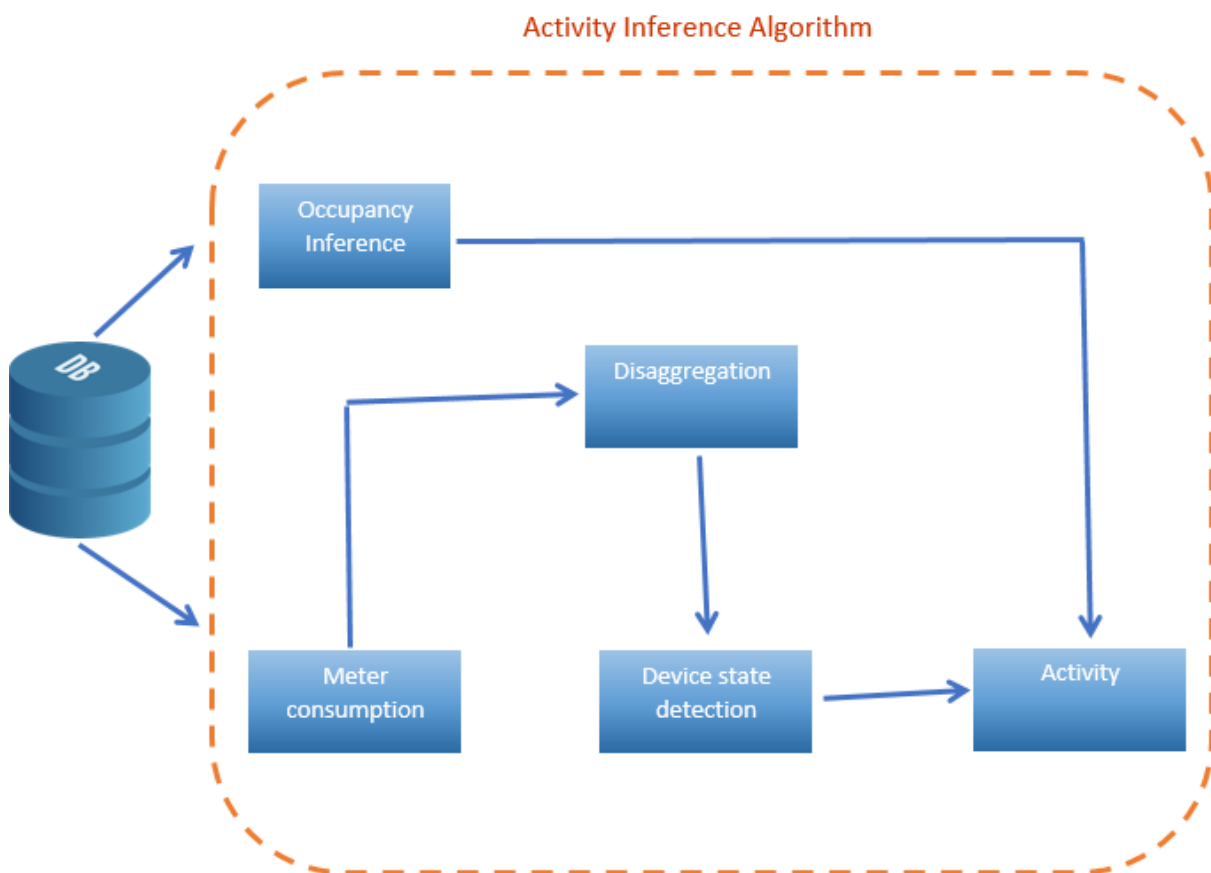 Activity Inference Algorithm
Occupancy
Inference
DB
Disaggregation
Meter
consumption
Device state
detection
Activity